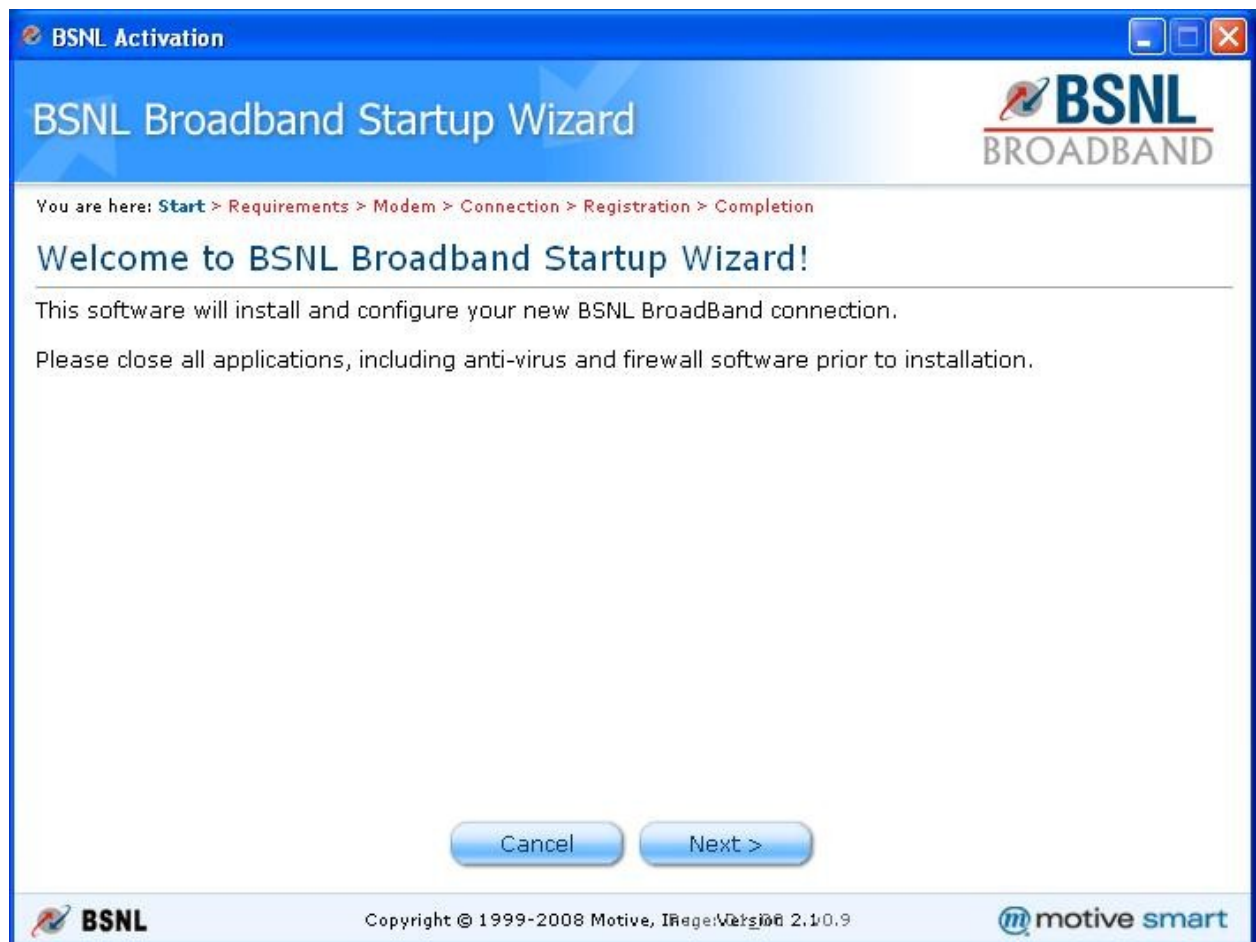 BSNL Activation
BSNL Broadband Startup Wizard
BSNL
BROADBAND
You are here: Start > Requirements > Modem > Connection > Registration > Completion
Welcome to BSNL Broadband Startup Wizard!
This software will install and configure your new BSNL BroadBand connection.
Please close all applications, including anti-virus and firewall software prior to installation.
Cancel
Next >
BSNL
Copyright © 1999-2008 Motive,
motive smart